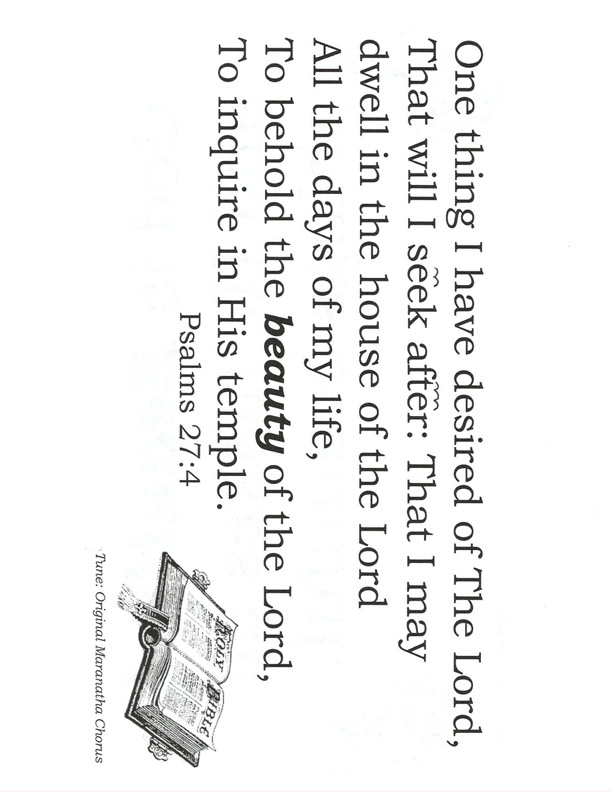 One thing I have desired of The Lord,
That will I seek after: That I may
dwell in the house of the Lord
All the days of my life,
To behold the beauty of the Lord,
To inquire in His temple.
Psalms 27:4
HOLY BIBLE
Tune: Original Maranatha Chorus